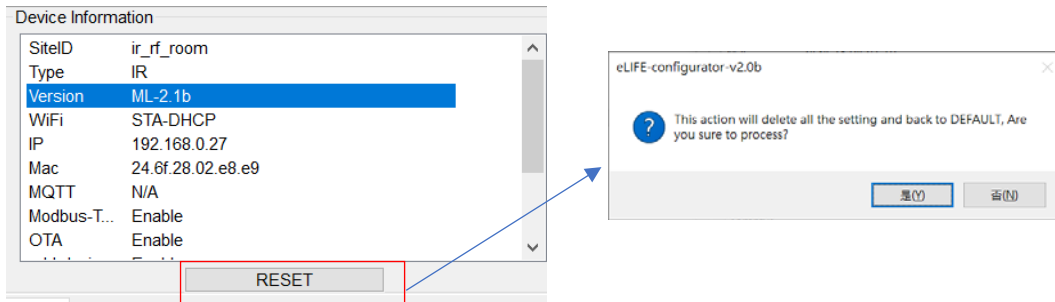 Device Information
SiteID ir_rf_room
Type IR
Version ML-2.1b
WiFi STA-DHCP
IP 192.168.0.27
Mac 24.6f.28.02.e8.e9
MQTT N/A
Modbus-T... Enable
OTA Enable
RESET
eLIFE-configurator-v2.0b
This action will delete all the setting and back to DEFAULT, Are
you sure to process?
是(Y)
否(N)